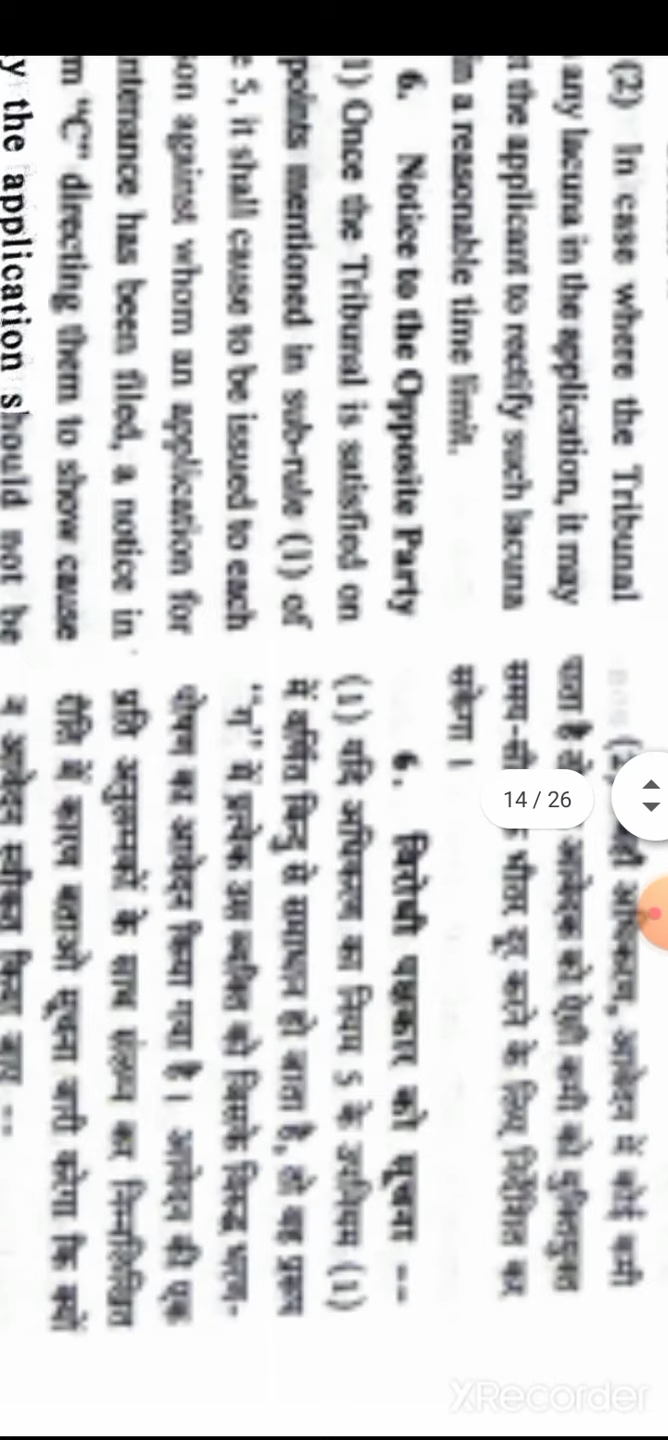 (2) In case where the Tribunal
any lacuna in the application, it may
t the applicant to rectify such lacuna
in a reasonable time limit.
6. Notice to the Opposite Party
1) Once the Tribunal is satisfied on
points mentioned in sub-rule (1) of
e 5, it shall cause to be issued to each
son against whom an application for
ntenance has been filed, a notice in
m "C" directing them to show cause
y the application should not be
अधिकरण, आवेदन में कोई कमी
पाता है आवेदक को ऐसी कमी को युक्तियुक्त
समय-सी भीतर दूर करने के लिए निर्देशित कर
सकेगा ।
6. विरोधी पक्षकार को सूचना --
(1) यदि अधिकरण का नियम 5 के उपनियम (1)
में वर्णित बिन्दु से समाधान हो जाता है, तो वह प्ररूप
"ग" में प्रत्येक उस व्यक्ति को जिसके विरुद्ध भरण-
पोषण का आवेदन किया गया है । आवेदन की एक
प्रति अनुलग्नकों के साथ संलग्न कर निम्नलिखित
रीति में कारण बताओ सूचना जारी करेगा कि क्यों
न आवेदन स्वीकार किया जाए --
14 / 26
XRecorder